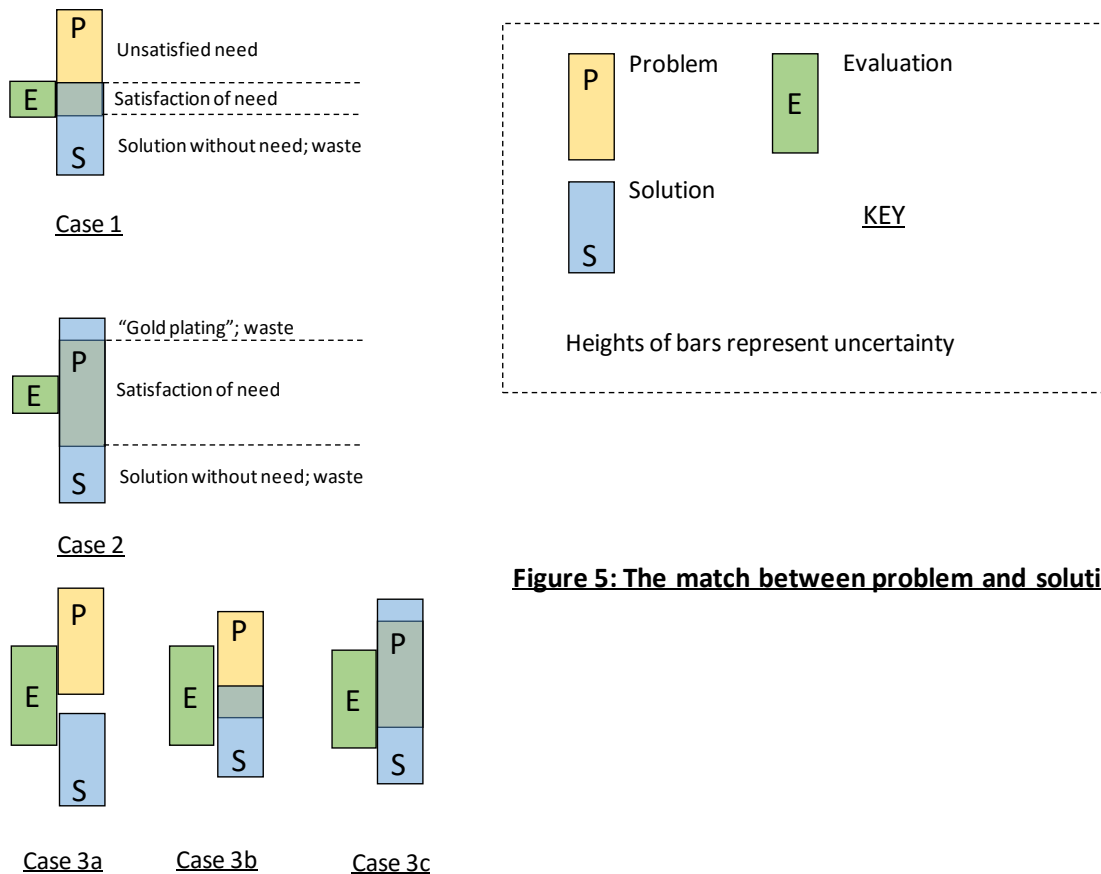 P
Unsatisfied need
E
Satisfaction of need
S
Solution without need; waste
Case 1
P
Problem
E
Evaluation
S
Solution
KEY
Heights of bars represent uncertainty
“Gold plating”; waste
P
E
Satisfaction of need
S
Solution without need; waste
Case 2
Figure 5: The match between problem and soluti
P
E
S
Case 3a
P
E
S
Case 3b
P
E
S
Case 3c